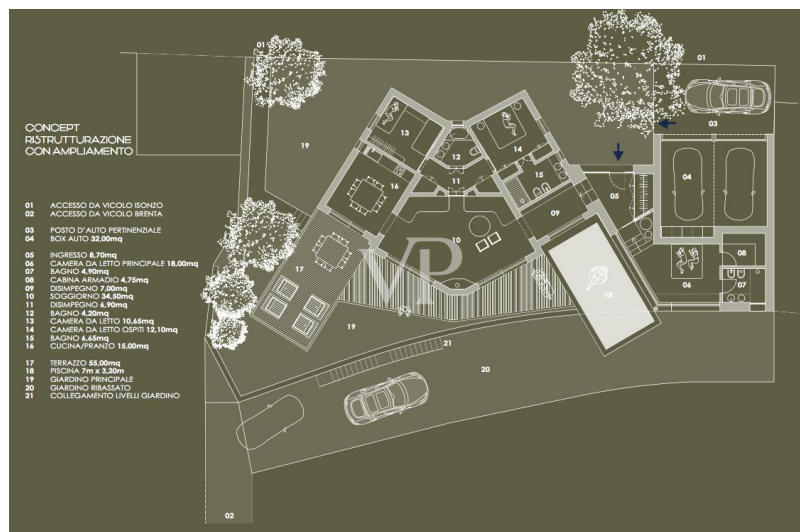 CONCEPT
RISTRUTTURAZIONE
CON AMPLIAMENTO
01 ACCESSO DA VICOLO ISONZO
02 ACCESSO DA VICOLO BRENTA
03 POSTO D'AUTO PERTINENZIALE
04 BOX AUTO 32,00mq
05 INGRESSO 8,70mq
06 CAMERA DA LETTO PRINCIPALE 18,00mq
07 BAGNO 4,90mq
08 CABINA ARMADIO 4,75mq
09 DISIMPEGNO 7,00mq
10 SOGGIORNO 34,50mq
11 DISIMPEGNO 6,90mq
12 BAGNO 4,20mq
13 CAMERA DA LETTO 10,65mq
14 CAMERA DA LETTO OSPITI 12,10mq
15 BAGNO 6,65mq
16 CUCINA/PRANZO 15,00mq
17 TERRAZZO 55,00mq
18 PISCINA 7m x 3,20m
19 GIARDINO PRINCIPALE
20 GIARDINO RIBASSATO
21 COLLEGAMENTO LIVELLI GIARDINO
01
01
03
13
12
14
19
11
15
16
04
05
09
10
VP
08
17
18
06
07
19
21
20
02